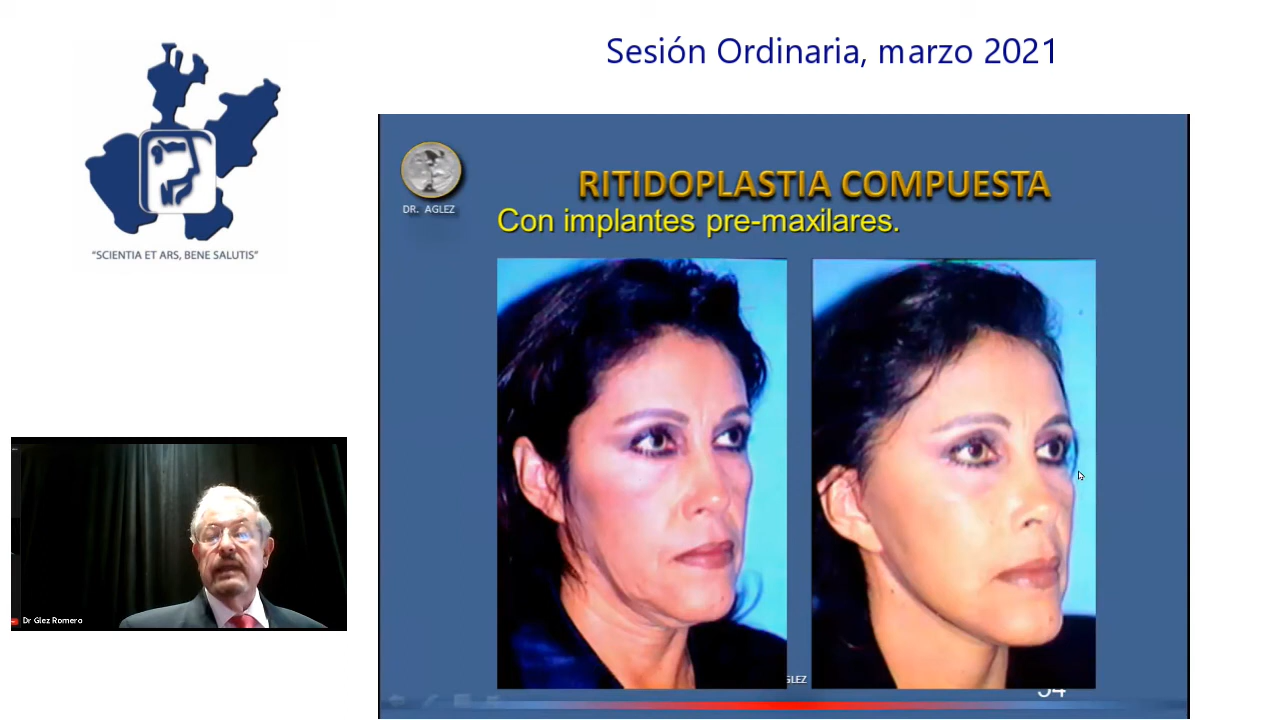 Sesión Ordinaria, marzo 2021
"SCIENTIA ET ARS, BENE SALUTIS"
DR. AGLEZ
RITIDOPLASTIA COMPUESTA
Con implantes pre-maxilares.
Dr Glez Romero
GLEZ